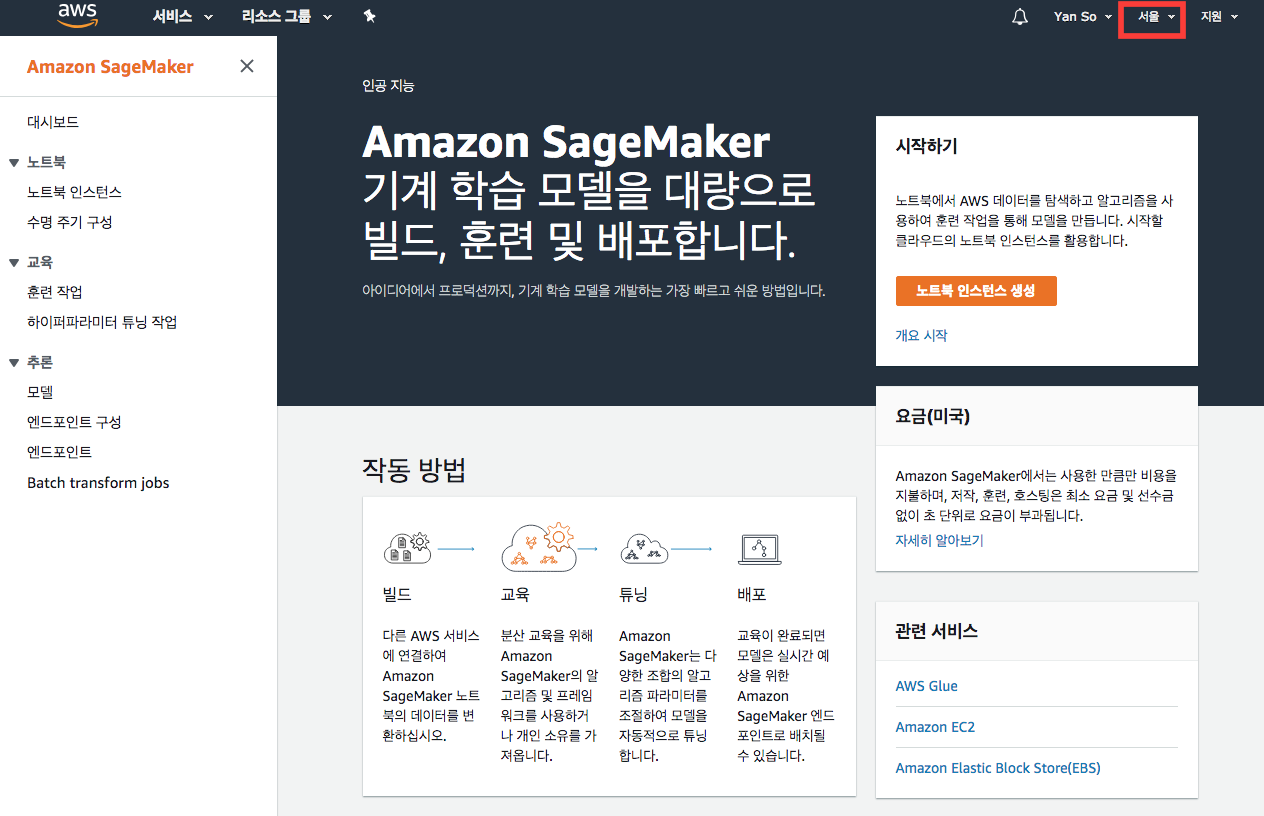 aws
서비스
리소스 그룹
Yan So
서울
지원
Amazon SageMaker
대시보드
노트북
노트북 인스턴스
수명 주기 구성
교육
훈련 작업
하이퍼파라미터 튜닝 작업
추론
모델
엔드포인트 구성
엔드포인트
Batch transform jobs
인공 지능
Amazon SageMaker
기계 학습 모델을 대량으로
빌드, 훈련 및 배포합니다.
아이디어에서 프로덕션까지, 기계 학습 모델을 개발하는 가장 빠르고 쉬운 방법입니다.
시작하기
노트북에서 AWS 데이터를 탐색하고 알고리즘을 사
용하여 훈련 작업을 통해 모델을 만듭니다. 시작할
클라우드의 노트북 인스턴스를 활용합니다.
노트북 인스턴스 생성
개요 시작
요금(미국)
Amazon SageMaker에서는 사용한 만큼만 비용을
지불하며, 저작, 훈련, 호스팅은 최소 요금 및 선수금
없이 초 단위로 요금이 부과됩니다.
자세히 알아보기
관련 서비스
AWS Glue
Amazon EC2
Amazon Elastic Block Store(EBS)
작동 방법
빌드
다른 AWS 서비스
에 연결하여
Amazon
SageMaker 노트
북의 데이터를 변
환하십시오.
교육
분산 교육을 위해
Amazon
SageMaker의 알
고리즘 및 프레임
워크를 사용하거
나 개인 소유를 가
져옵니다.
튜닝
Amazon
SageMaker는 다
양한 조합의 알고
리즘 파라미터를
조절하여 모델을
자동적으로 튜닝
합니다.
배포
교육이 완료되면
모델은 실시간 예
상을 위한
Amazon
SageMaker 엔드
포인트로 배치될
수 있습니다.